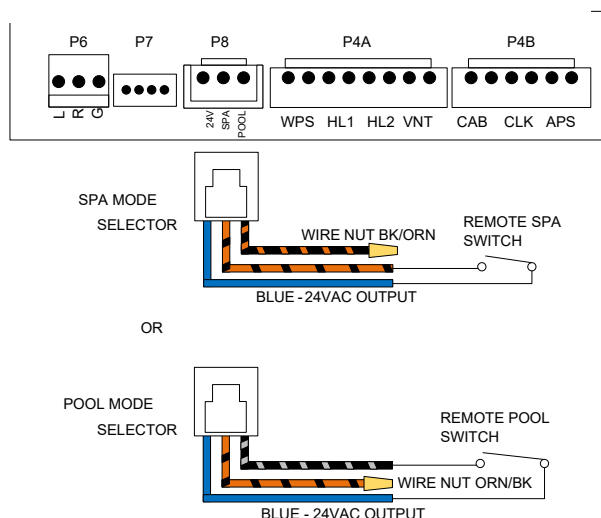 P6 P7 P8 P4A P4B
L R G
24V SPA POOL
WPS HL1 HL2 VNT CAB CLK APS
SPA MODE
SELECTOR
WIRE NUT BK/ORN
REMOTE SPA
SWITCH
BLUE - 24VAC OUTPUT
OR
POOL MODE
SELECTOR
REMOTE POOL
SWITCH
WIRE NUT ORN/BK
BLUE - 24VAC OUTPUT